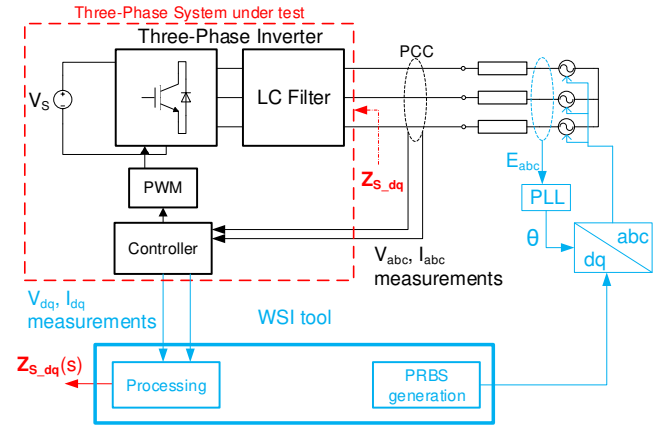 Three-Phase System under test
Three-Phase Inverter
PCC
LC Filter
VS
ZS_dq
Eabc
PWM
PLL
Controller
θ
abc
dq
Vabc, Iabc
measurements
Vdq, Idq
measurements
WSI tool
ZS_dq(s)
Processing
PRBS
generation